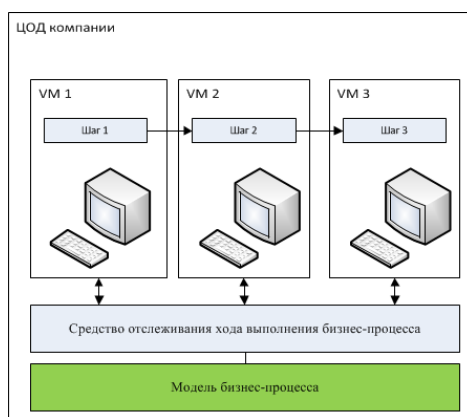 ЦОД компании
VM 1
VM 2
VM 3
Шаг 1
Шаг 2
Шаг 3
Средство отслеживания хода выполнения бизнес-процесса
Модель бизнес-процесса